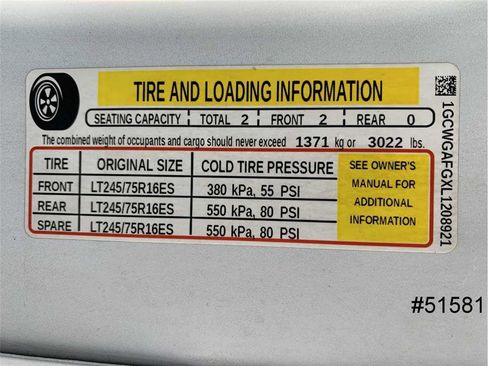 TIRE AND LOADING INFORMATION
SEATING CAPACITY TOTAL 2 FRONT 2 REAR 0
The combined weight of occupants and cargo should never exceed 1371 kg or 3022 lbs.
TIRE ORIGINAL SIZE COLD TIRE PRESSURE
FRONT LT245/75R16ES 380 kPa, 55 PSI
REAR LT245/75R16ES 550 kPa, 80 PSI
SPARE LT245/75R16ES 550 kPa, 80 PSI
SEE OWNER'S
MANUAL FOR
ADDITIONAL
INFORMATION
1GCWGAFGXL1208921
#51581